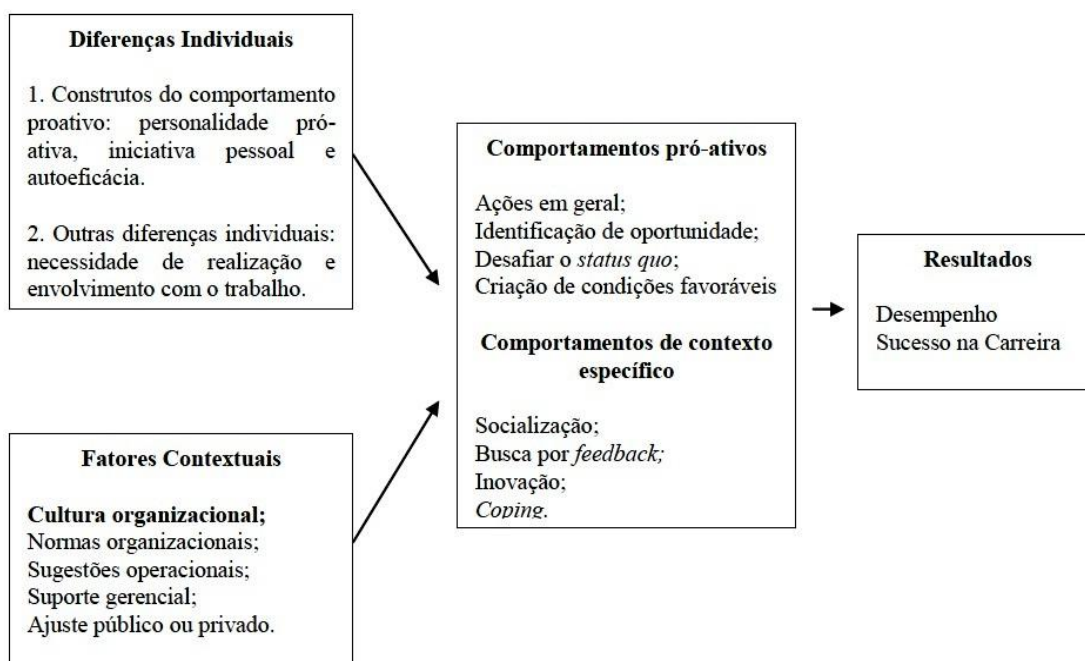 Diferenças Individuais
1. Construtos do comportamento
proativo: personalidade pró-
ativa, iniciativa pessoal e
autoeficácia.
2. Outras diferenças individuais:
necessidade de realização e
envolvimento com o trabalho.
Fatores Contextuais
Cultura organizacional;
Normas organizacionais;
Sugestões operacionais;
Suporte gerencial;
Ajuste público ou privado.
Comportamentos pró-ativos
Ações em geral;
Identificação de oportunidade;
Desafiar o status quo;
Criação de condições favoráveis
Comportamentos de contexto
específico
Socialização;
Busca por feedback;
Inovação;
Coping.
Resultados
Desempenho
Sucesso na Carreira